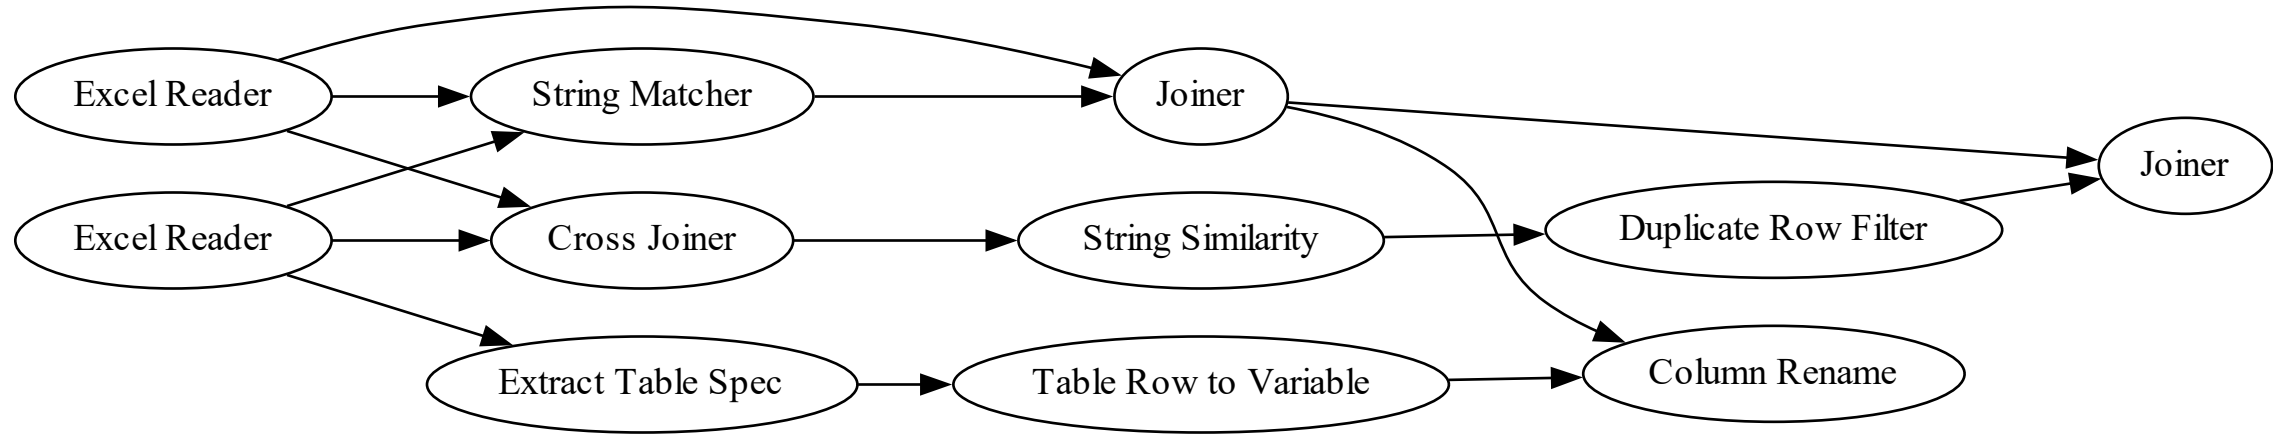 Excel Reader
String Matcher
Joiner
Joiner
Excel Reader
Cross Joiner
String Similarity
Duplicate Row Filter
Extract Table Spec
Table Row to Variable
Column Rename